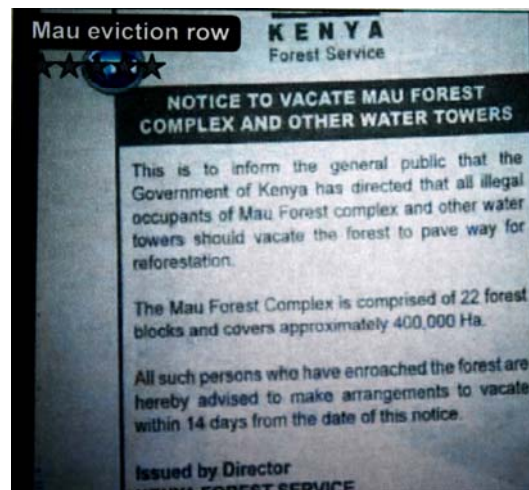 Mau eviction row
KENYA
Forest Service
NOTICE TO VACATE MAU FOREST
COMPLEX AND OTHER WATER TOWERS
This is to inform the general public that the
Government of Kenya has directed that all illegal
occupants of Mau Forest complex and other water
towers should vacate the forest to pave way for
reforestation.
The Mau Forest Complex is comprised of 22 forest
blocks and covers approximately 400,000 Ha.
All such persons who have enroached the forest are
hereby advised to make arrangements to vacate
within 14 days from the date of this notice.
Issued by Director
KENYA FOREST SERVICE